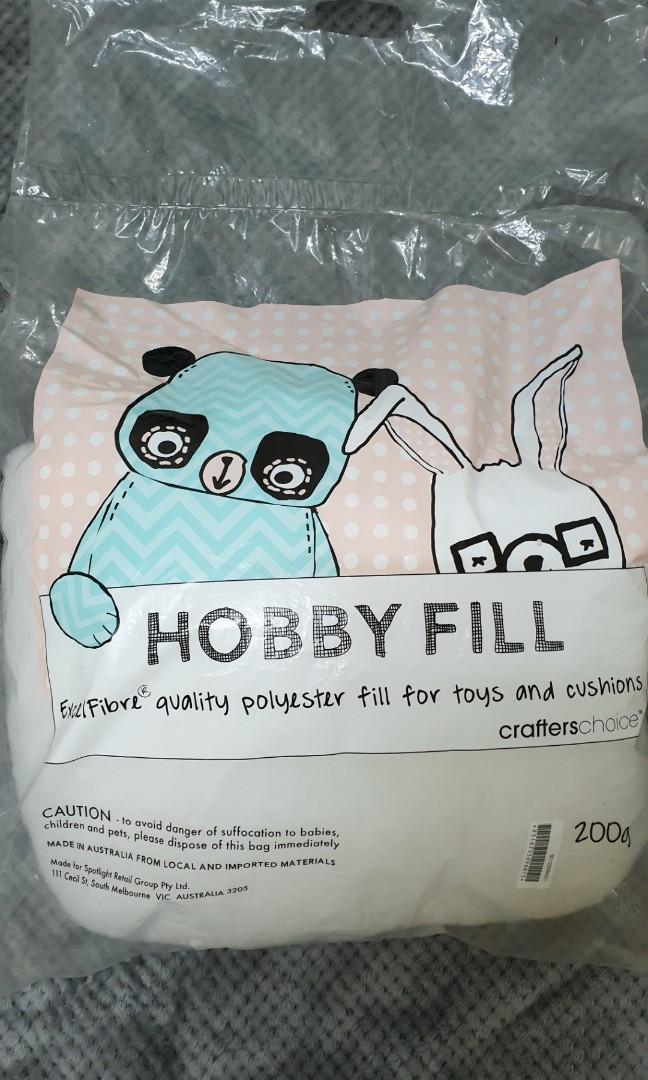 HOBBY FILL
ExcelFibre® quality polyester fill for toys and cushions
crafterschoice™
CAUTION - to avoid danger of suffocation to babies,
children and pets, please dispose of this bag immediately
MADE IN AUSTRALIA FROM LOCAL AND IMPORTED MATERIALS
Made for Spotlight Retail Group Pty Ltd.
111 Cecil St, South Melbourne VIC AUSTRALIA 3205
200g